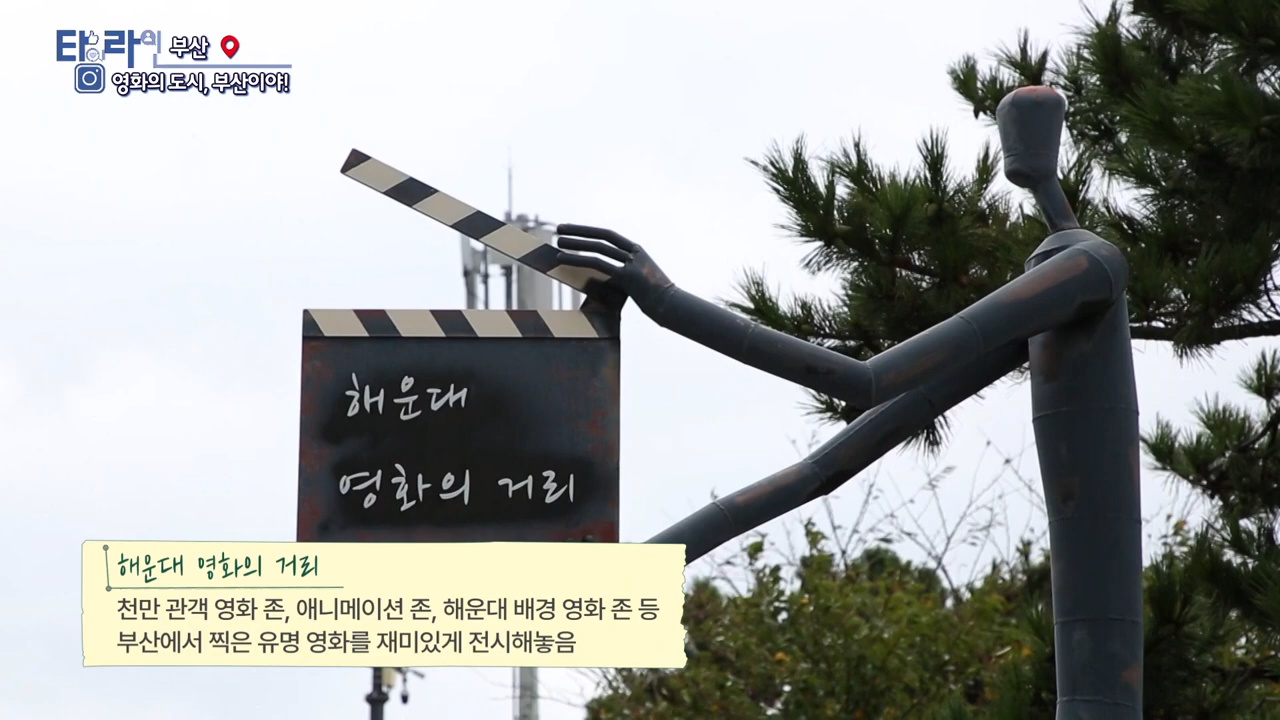 타라의 부산
영화의 도시, 부산이야!
해운대
영화의 거리
해운대 영화의 거리
천만 관객 영화 존, 애니메이션 존, 해운대 배경 영화 존 등
부산에서 찍은 유명 영화를 재미있게 전시해놓음